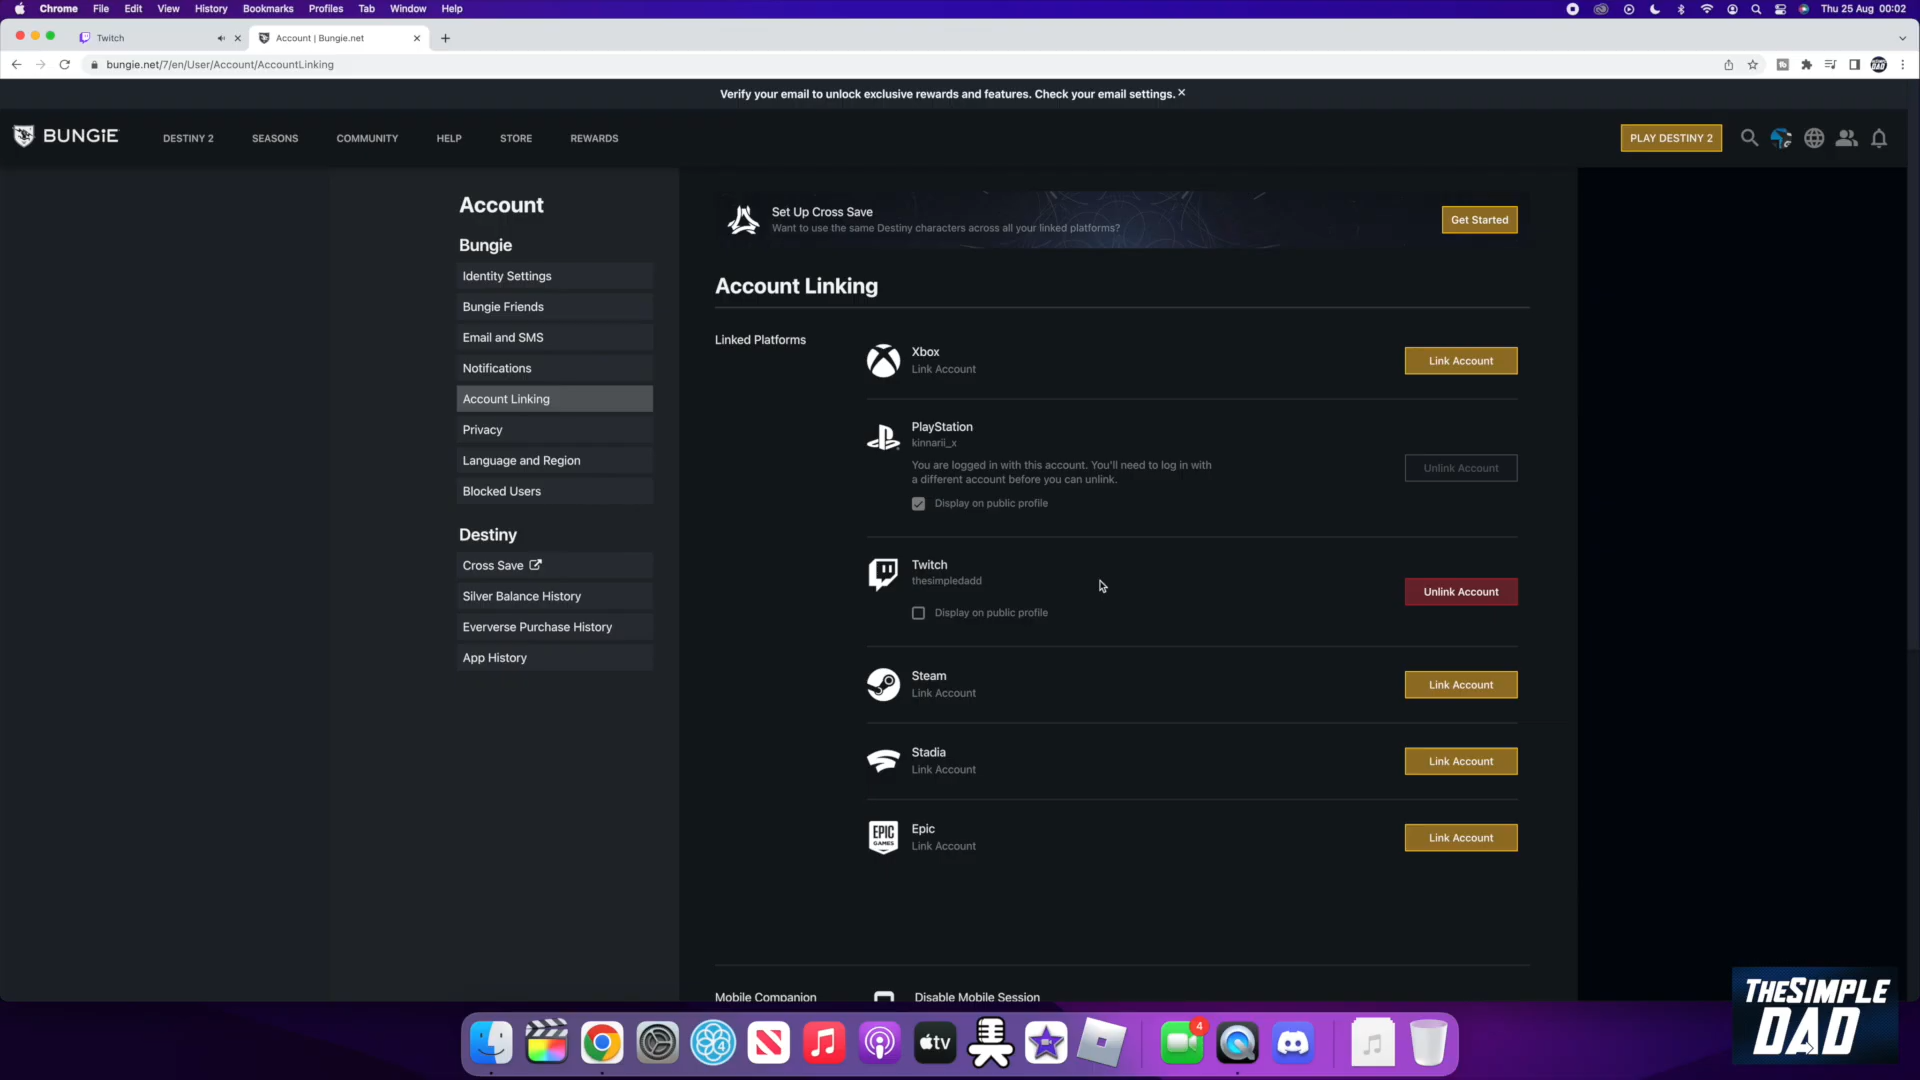 Chrome File Edit View History Bookmarks Profiles Tab Window Help
Thu 25 Aug 00:02
Twitch
Account | Bungie.net
bungie.net/7/en/User/Account/AccountLinking
Verify your email to unlock exclusive rewards and features. Check your email settings.
BUNGiE
DESTINY 2 SEASONS COMMUNITY HELP STORE REWARDS
PLAY DESTINY 2
Account
Bungie
Identity Settings
Bungie Friends
Email and SMS
Notifications
Account Linking
Privacy
Language and Region
Blocked Users
Destiny
Cross Save
Silver Balance History
Eververse Purchase History
App History
Set Up Cross Save
Want to use the same Destiny characters across all your linked platforms?
Get Started
Account Linking
Linked Platforms
Xbox
Link Account
Link Account
PlayStation
kinnarii_x
You are logged in with this account. You'll need to log in with
a different account before you can unlink.
Unlink Account
Display on public profile
Twitch
thesimpledadd
Unlink Account
Display on public profile
Steam
Link Account
Link Account
Stadia
Link Account
Link Account
EPIC
GAMES
Epic
Link Account
Link Account
Mobile Companion
Disable Mobile Session
4
4
tv
THE SIMPLE
DAD